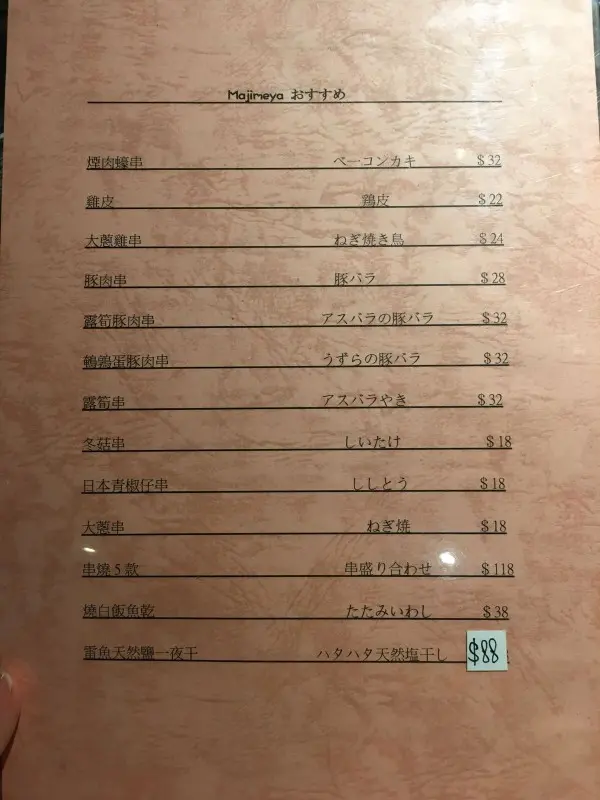 Majimeya おすすめ
煙肉蠔串 ベーコンカキ $32
雞皮 鶏皮 $22
大蔥雞串 ねぎ焼き鳥 $24
豚肉串 豚バラ $28
露筍豚肉串 アスパラの豚バラ $32
鵪鶉蛋豚肉串 うずらの豚バラ $32
露筍串 アスパラやき $32
冬菇串 しいたけ $18
日本青椒仔串 ししとう $18
大蔥串 ねぎ焼 $18
串燒5款 串盛り合わせ $118
燒白飯魚乾 たたみいわし $38
雷魚天然鹽一夜干 ハタハタ天然塩干し $88